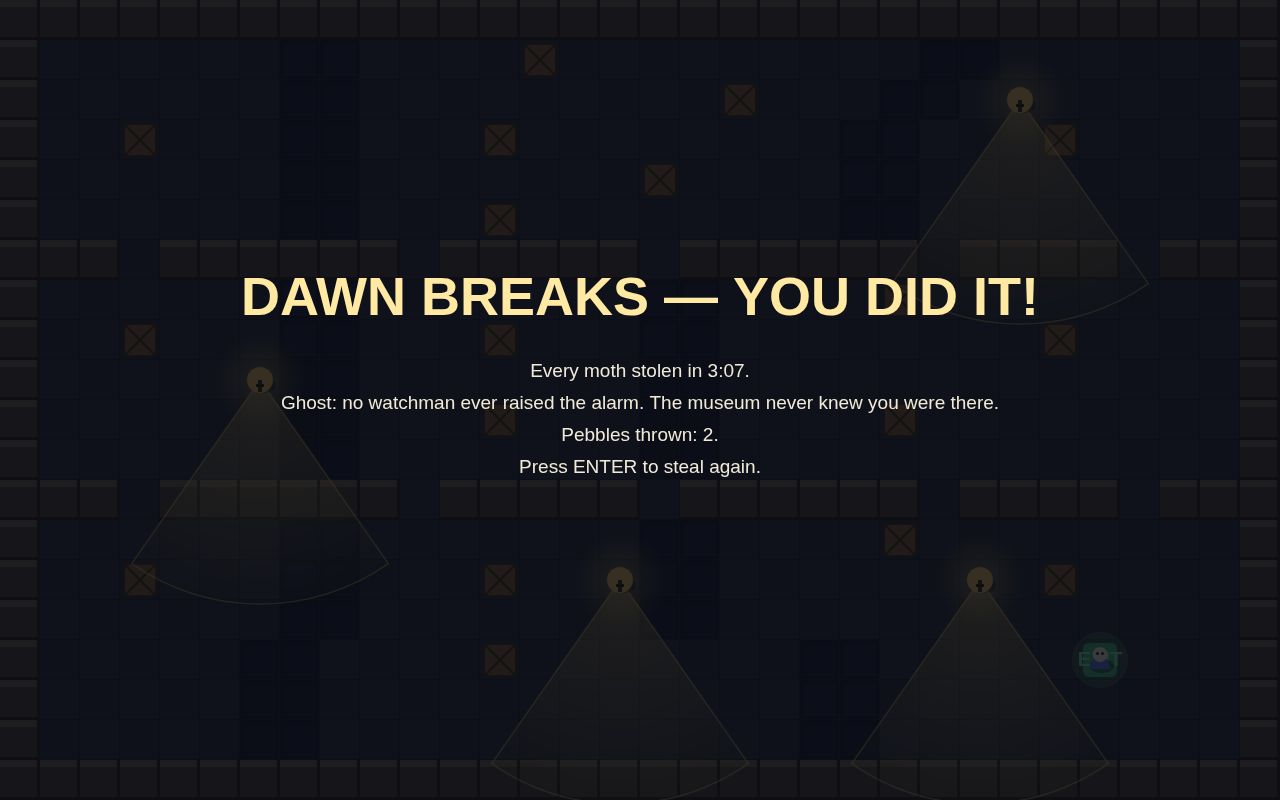 DAWN BREAKS — YOU DID IT!
Every moth stolen in 3:07.
Ghost: no watchman ever raised the alarm. The museum never knew you were there.
Pebbles thrown: 2.
Press ENTER to steal again.